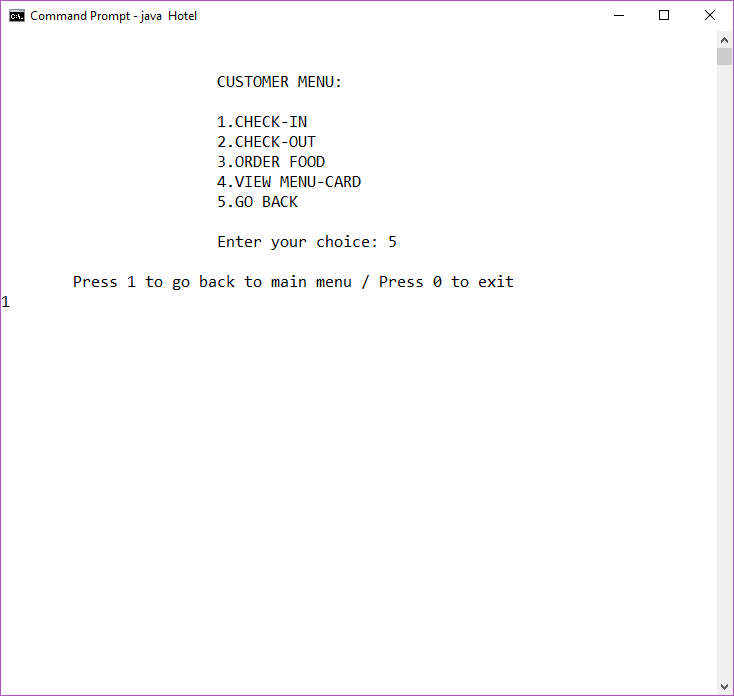 Command Prompt - java  Hotel
CUSTOMER MENU:
1.CHECK-IN
2.CHECK-OUT
3.ORDER FOOD
4.VIEW MENU-CARD
5.GO BACK
Enter your choice: 5
Press 1 to go back to main menu / Press 0 to exit
1